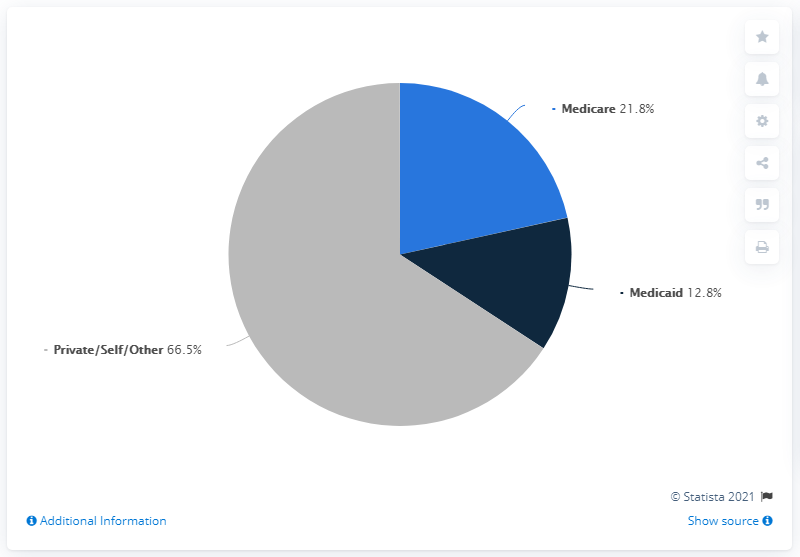 Medicare 21.8%
Medicaid 12.8%
Private/Self/Other 66.5%
© Statista 2021
Additional Information
Show source